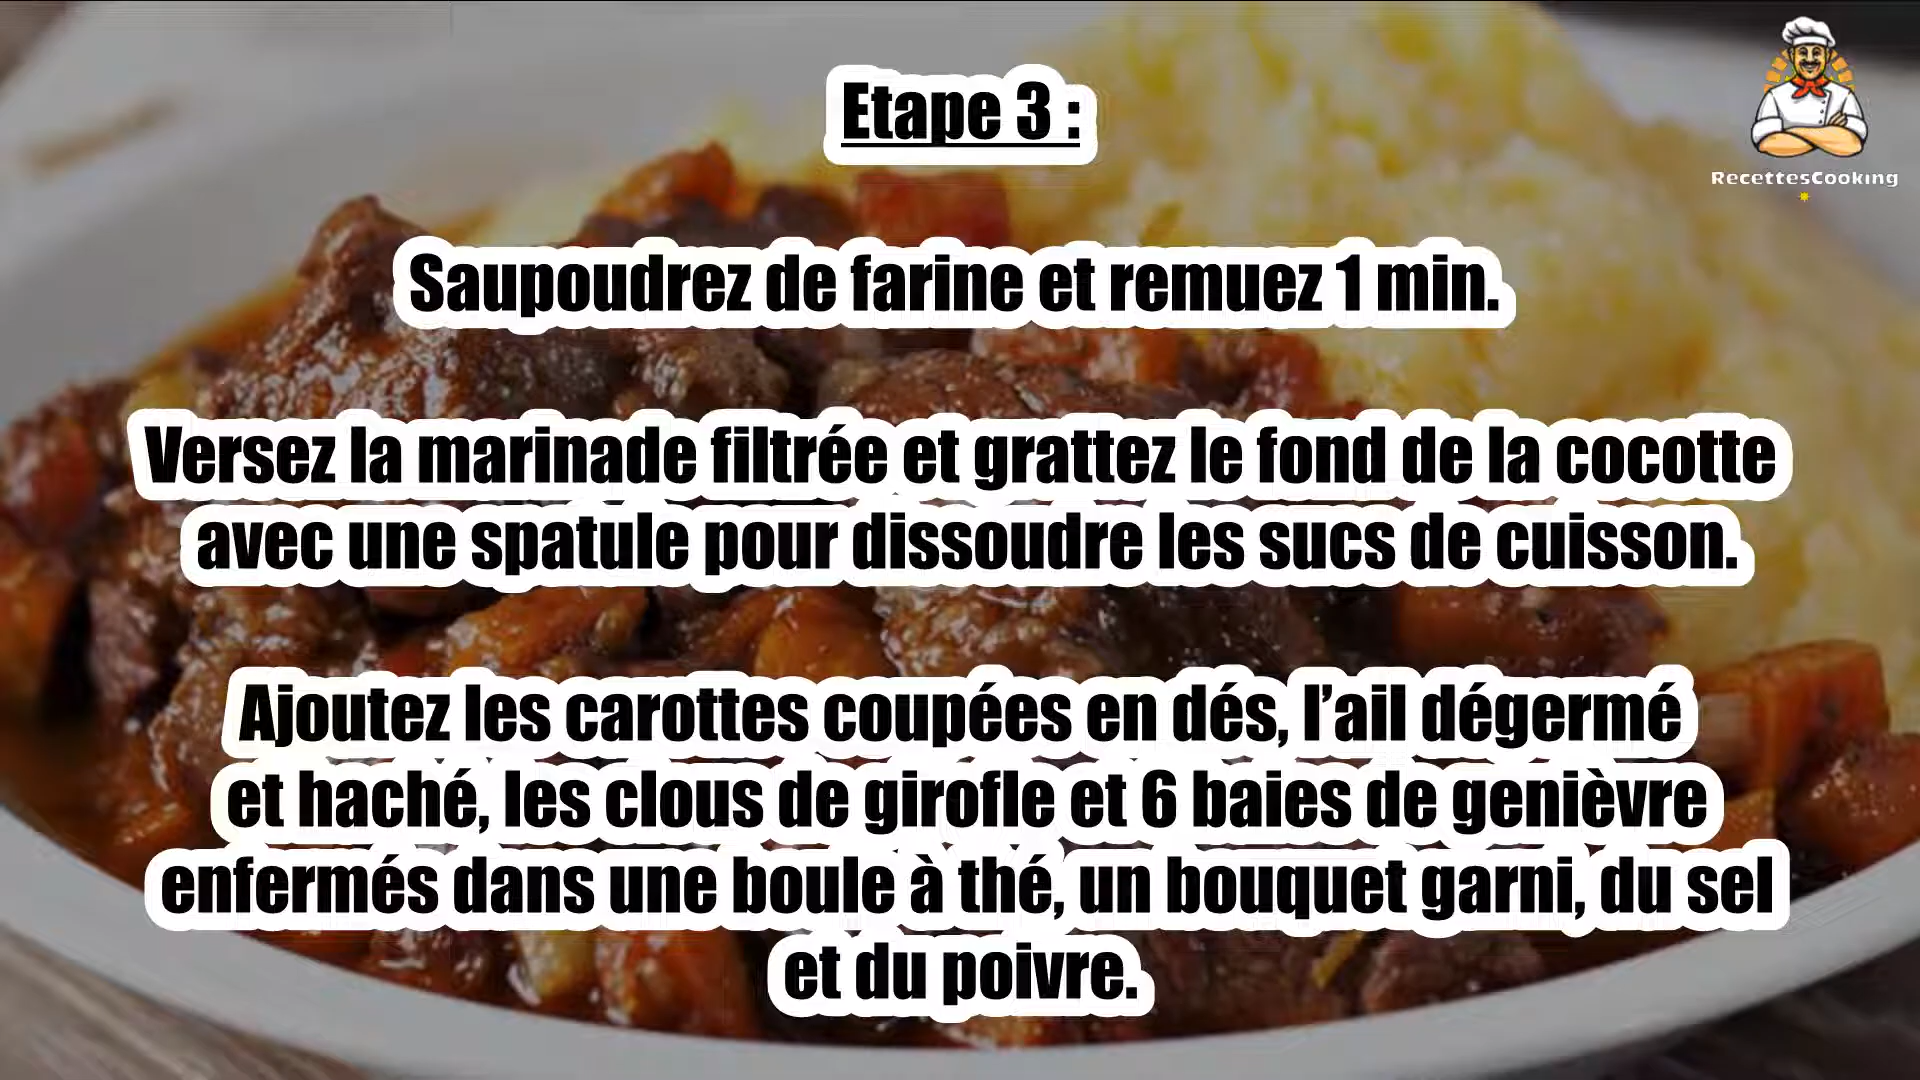 Etape 3 :
RecettesCooking
Saupoudrez de farine et remuez 1 min.
Versez la marinade filtrée et grattez le fond de la cocotte
avec une spatule pour dissoudre les sucs de cuisson.
Ajoutez les carottes coupées en dés, l’ail dégermé
et haché, les clous de girofle et 6 baies de genièvre
enfermés dans une boule à thé, un bouquet garni, du sel
et du poivre.